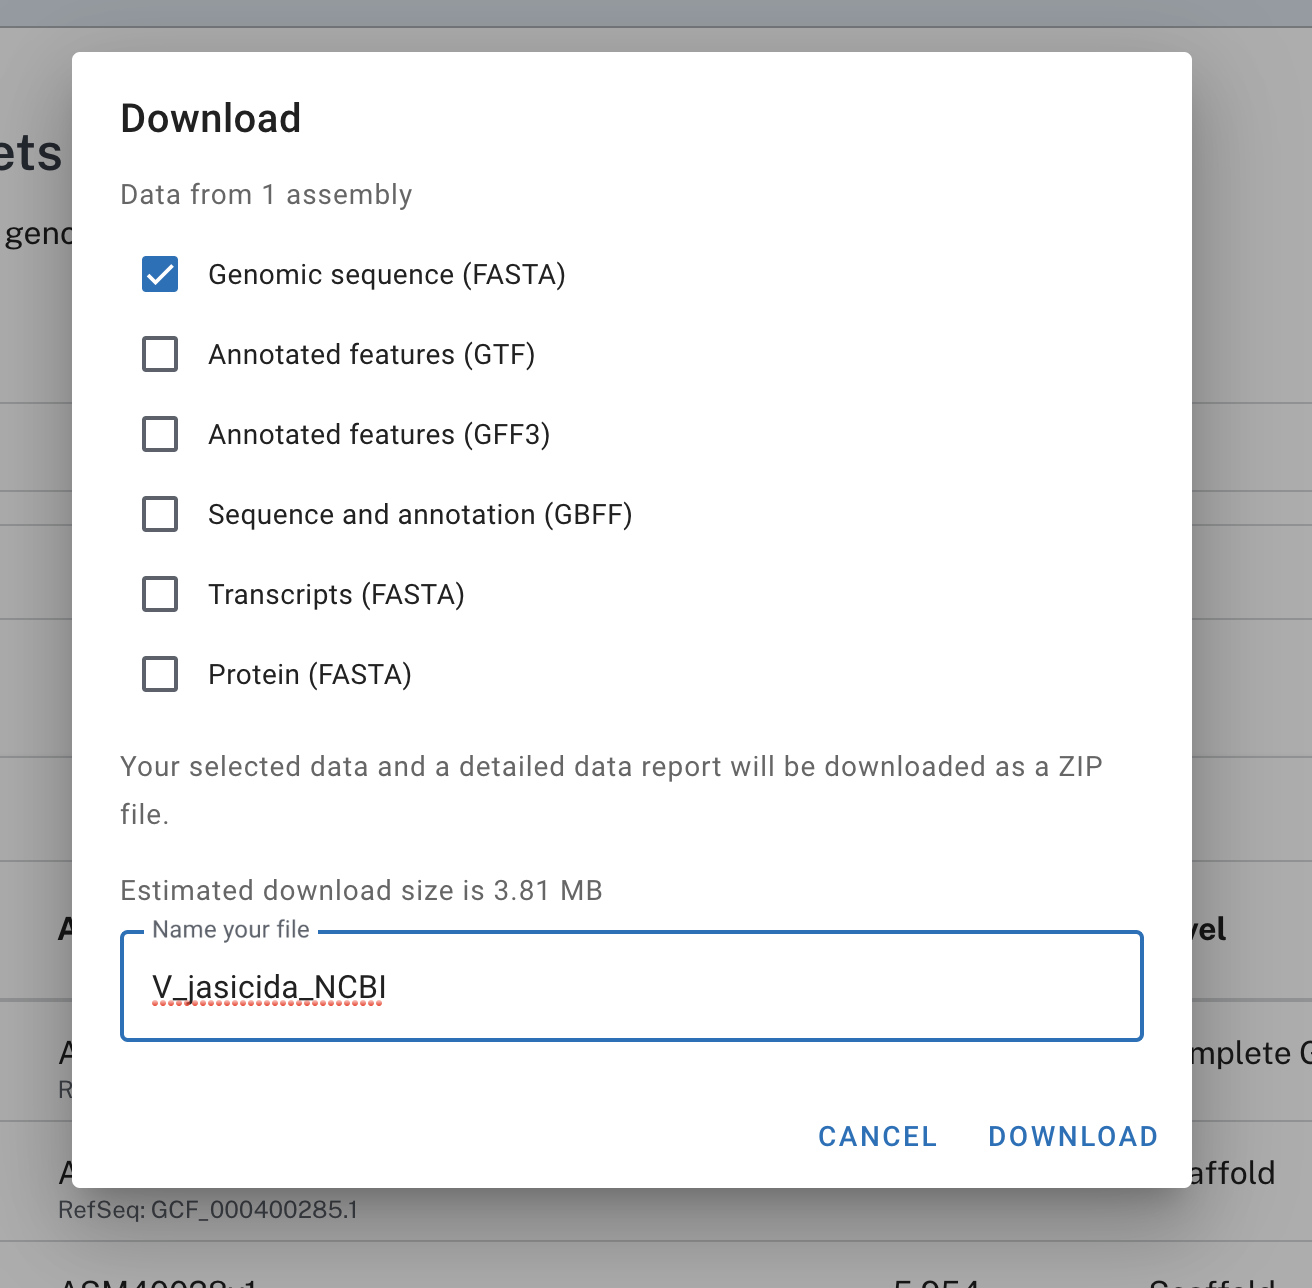 Download
ets
Data from 1 assembly
geno
Genomic sequence (FASTA)
Annotated features (GTF)
Annotated features (GFF3)
Sequence and annotation (GBFF)
Transcripts (FASTA)
Protein (FASTA)
Your selected data and a detailed data report will be downloaded as a ZIP
file.
Estimated download size is 3.81 MB
Name your file
A
vel
V_jasicida_NCBI
A
mplete G
R
CANCEL DOWNLOAD
A
affold
RefSeq: GCF_000400285.1